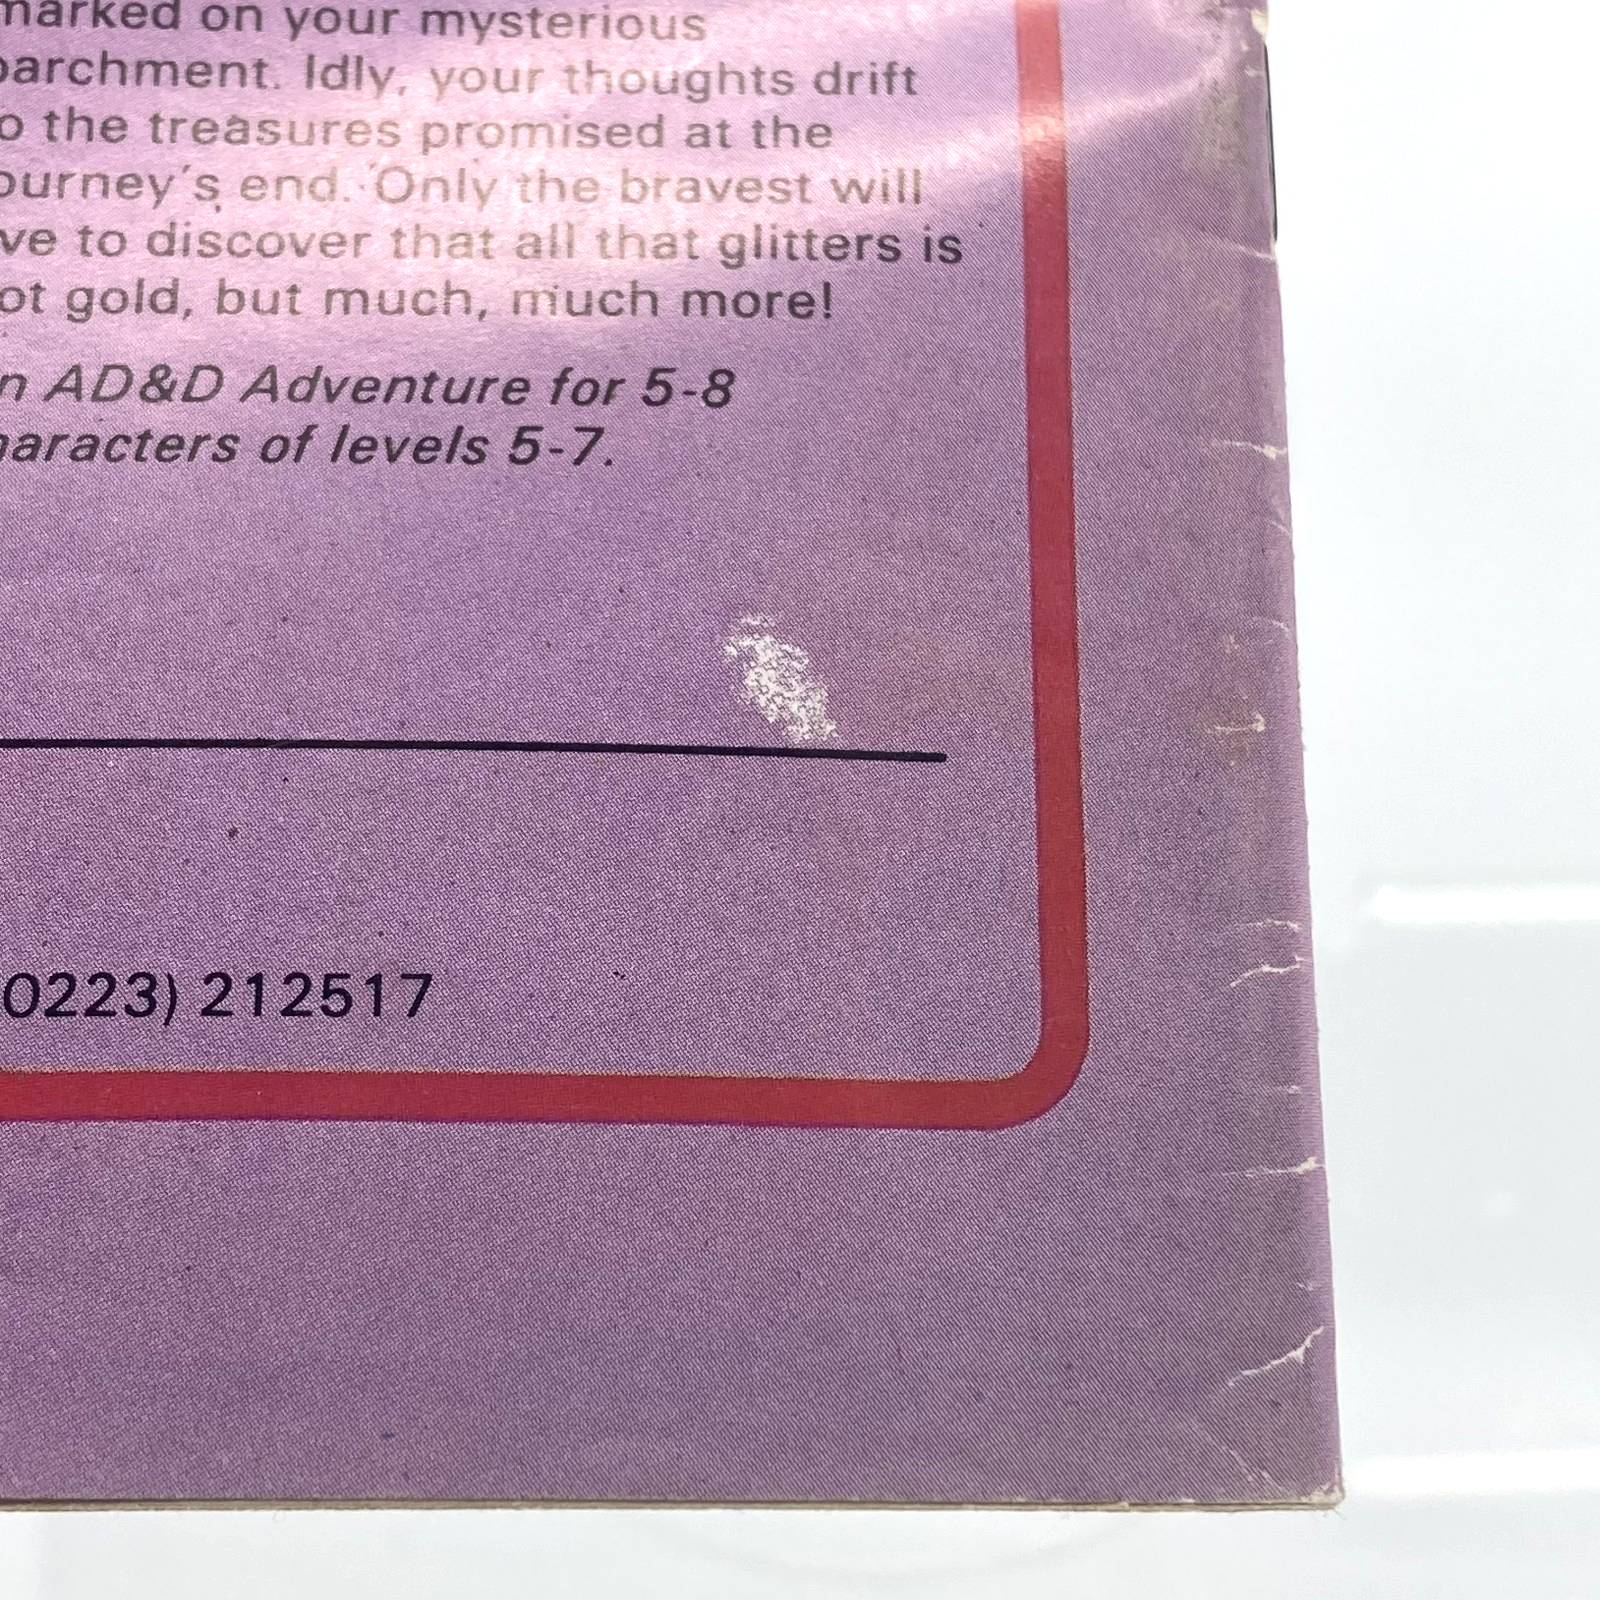 marked on your mysterious
parchment. Idly, your thoughts drift
o the treasures promised at the
ourney's end. Only the bravest will
ve to discover that all that glitters is
ot gold, but much, much more!
n AD&D Adventure for 5-8
haracters of levels 5-7.
0223) 212517